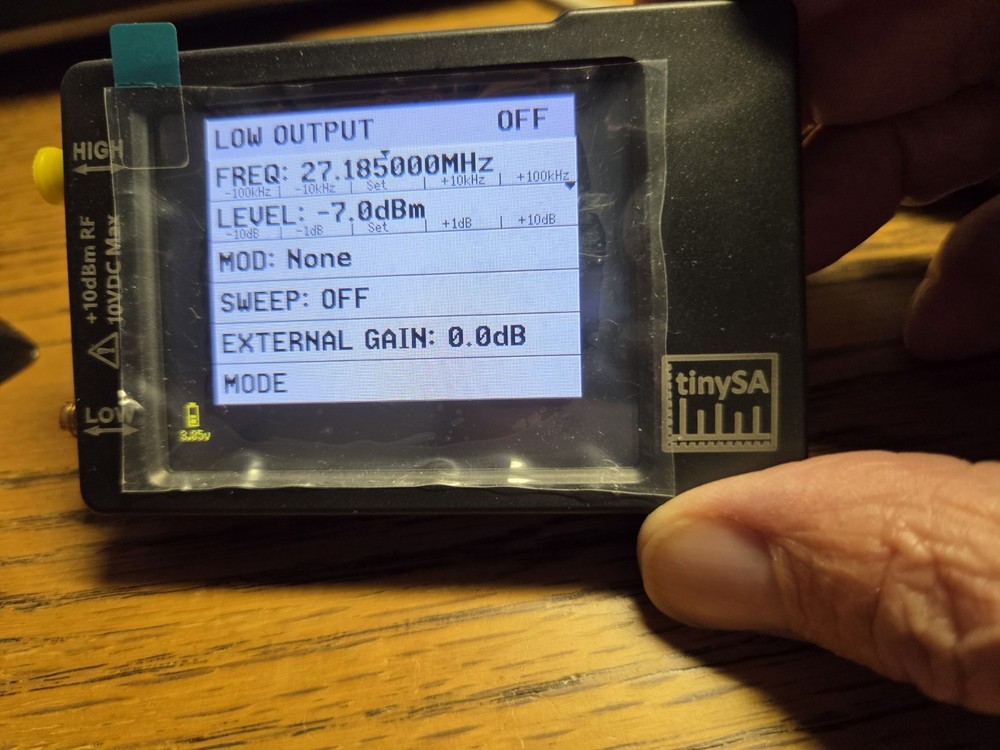 LOW OUTPUT OFF
FREQ: 27.185000MHz
-100kHz -10kHz Set +10kHz +100kHz
LEVEL: -7.0dBm
-10dB -1dB Set +1dB +10dB
MOD: None
SWEEP: OFF
EXTERNAL GAIN: 0.0dB
MODE
HIGH
+10dBm RF
10VDC Max
LOW
3.85v
tinySA